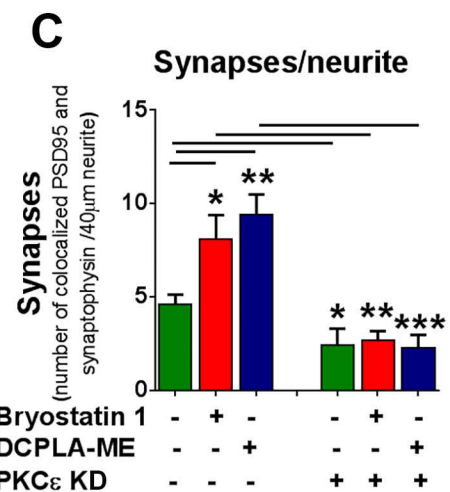 C
Synapses/neurite
Synapses
(number of colocalized PSD95 and
synaptophysin /40µm neurite)
15
10
5
0
* ** * ** ***
Bryostatin 1 - + - - + -
DCPLA-ME - - + - - +
PKCε KD - - - + + +